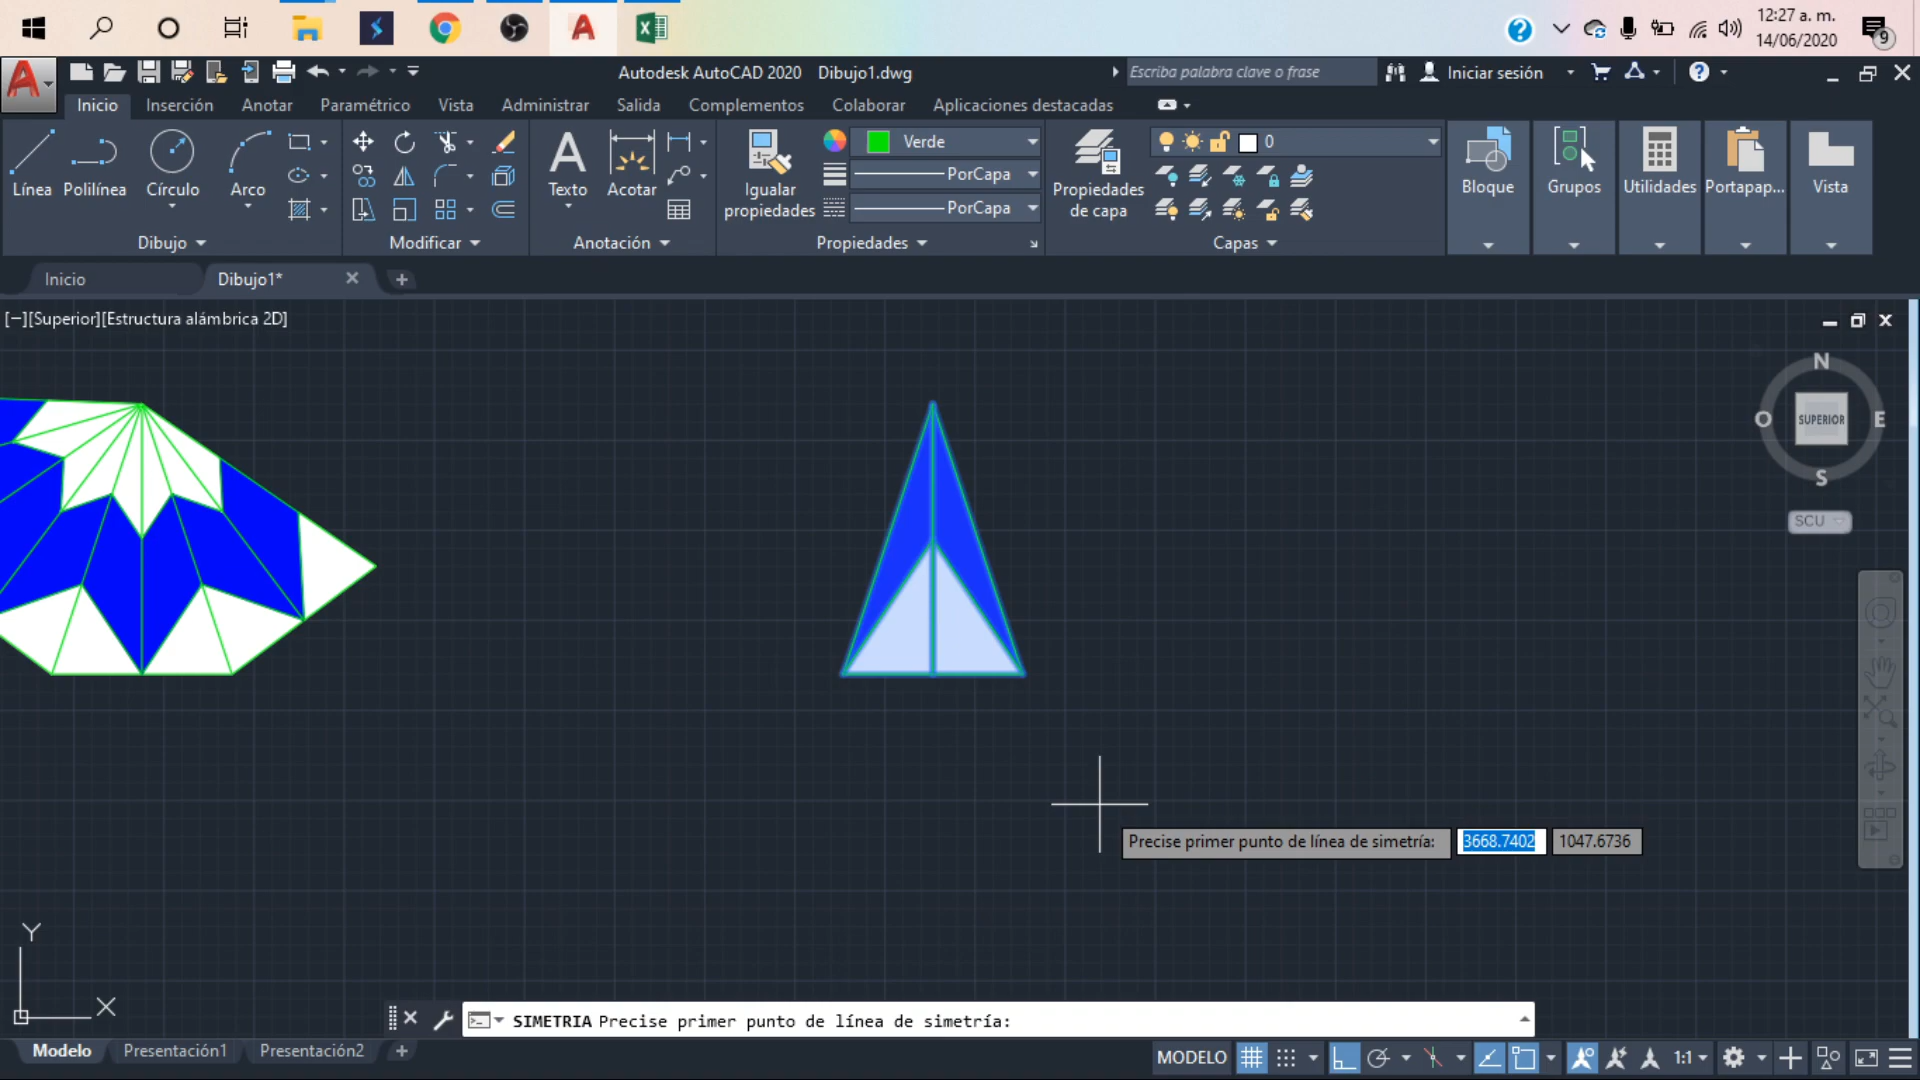 12:27 a. m.
14/06/2020
9
Autodesk AutoCAD 2020 Dibujo1.dwg
Escriba palabra clave o frase
Iniciar sesión
Inicio Inserción Anotar Paramétrico Vista Administrar Salida Complementos Colaborar Aplicaciones destacadas
Línea Polilínea Círculo Arco
Texto Acotar
Igualar propiedades
Verde
PorCapa
PorCapa
Propiedades de capa
0
Bloque Grupos Utilidades Portapap... Vista
Dibujo Modificar Anotación Propiedades Capas
Inicio Dibujo1*
[−][Superior][Estructura alámbrica 2D]
N
O SUPERIOR E
S
SCU
Precise primer punto de línea de simetría: 3668.7402 1047.6736
Y
X
SIMETRIA Precise primer punto de línea de simetría:
Modelo Presentación1 Presentación2
MODELO 1:1